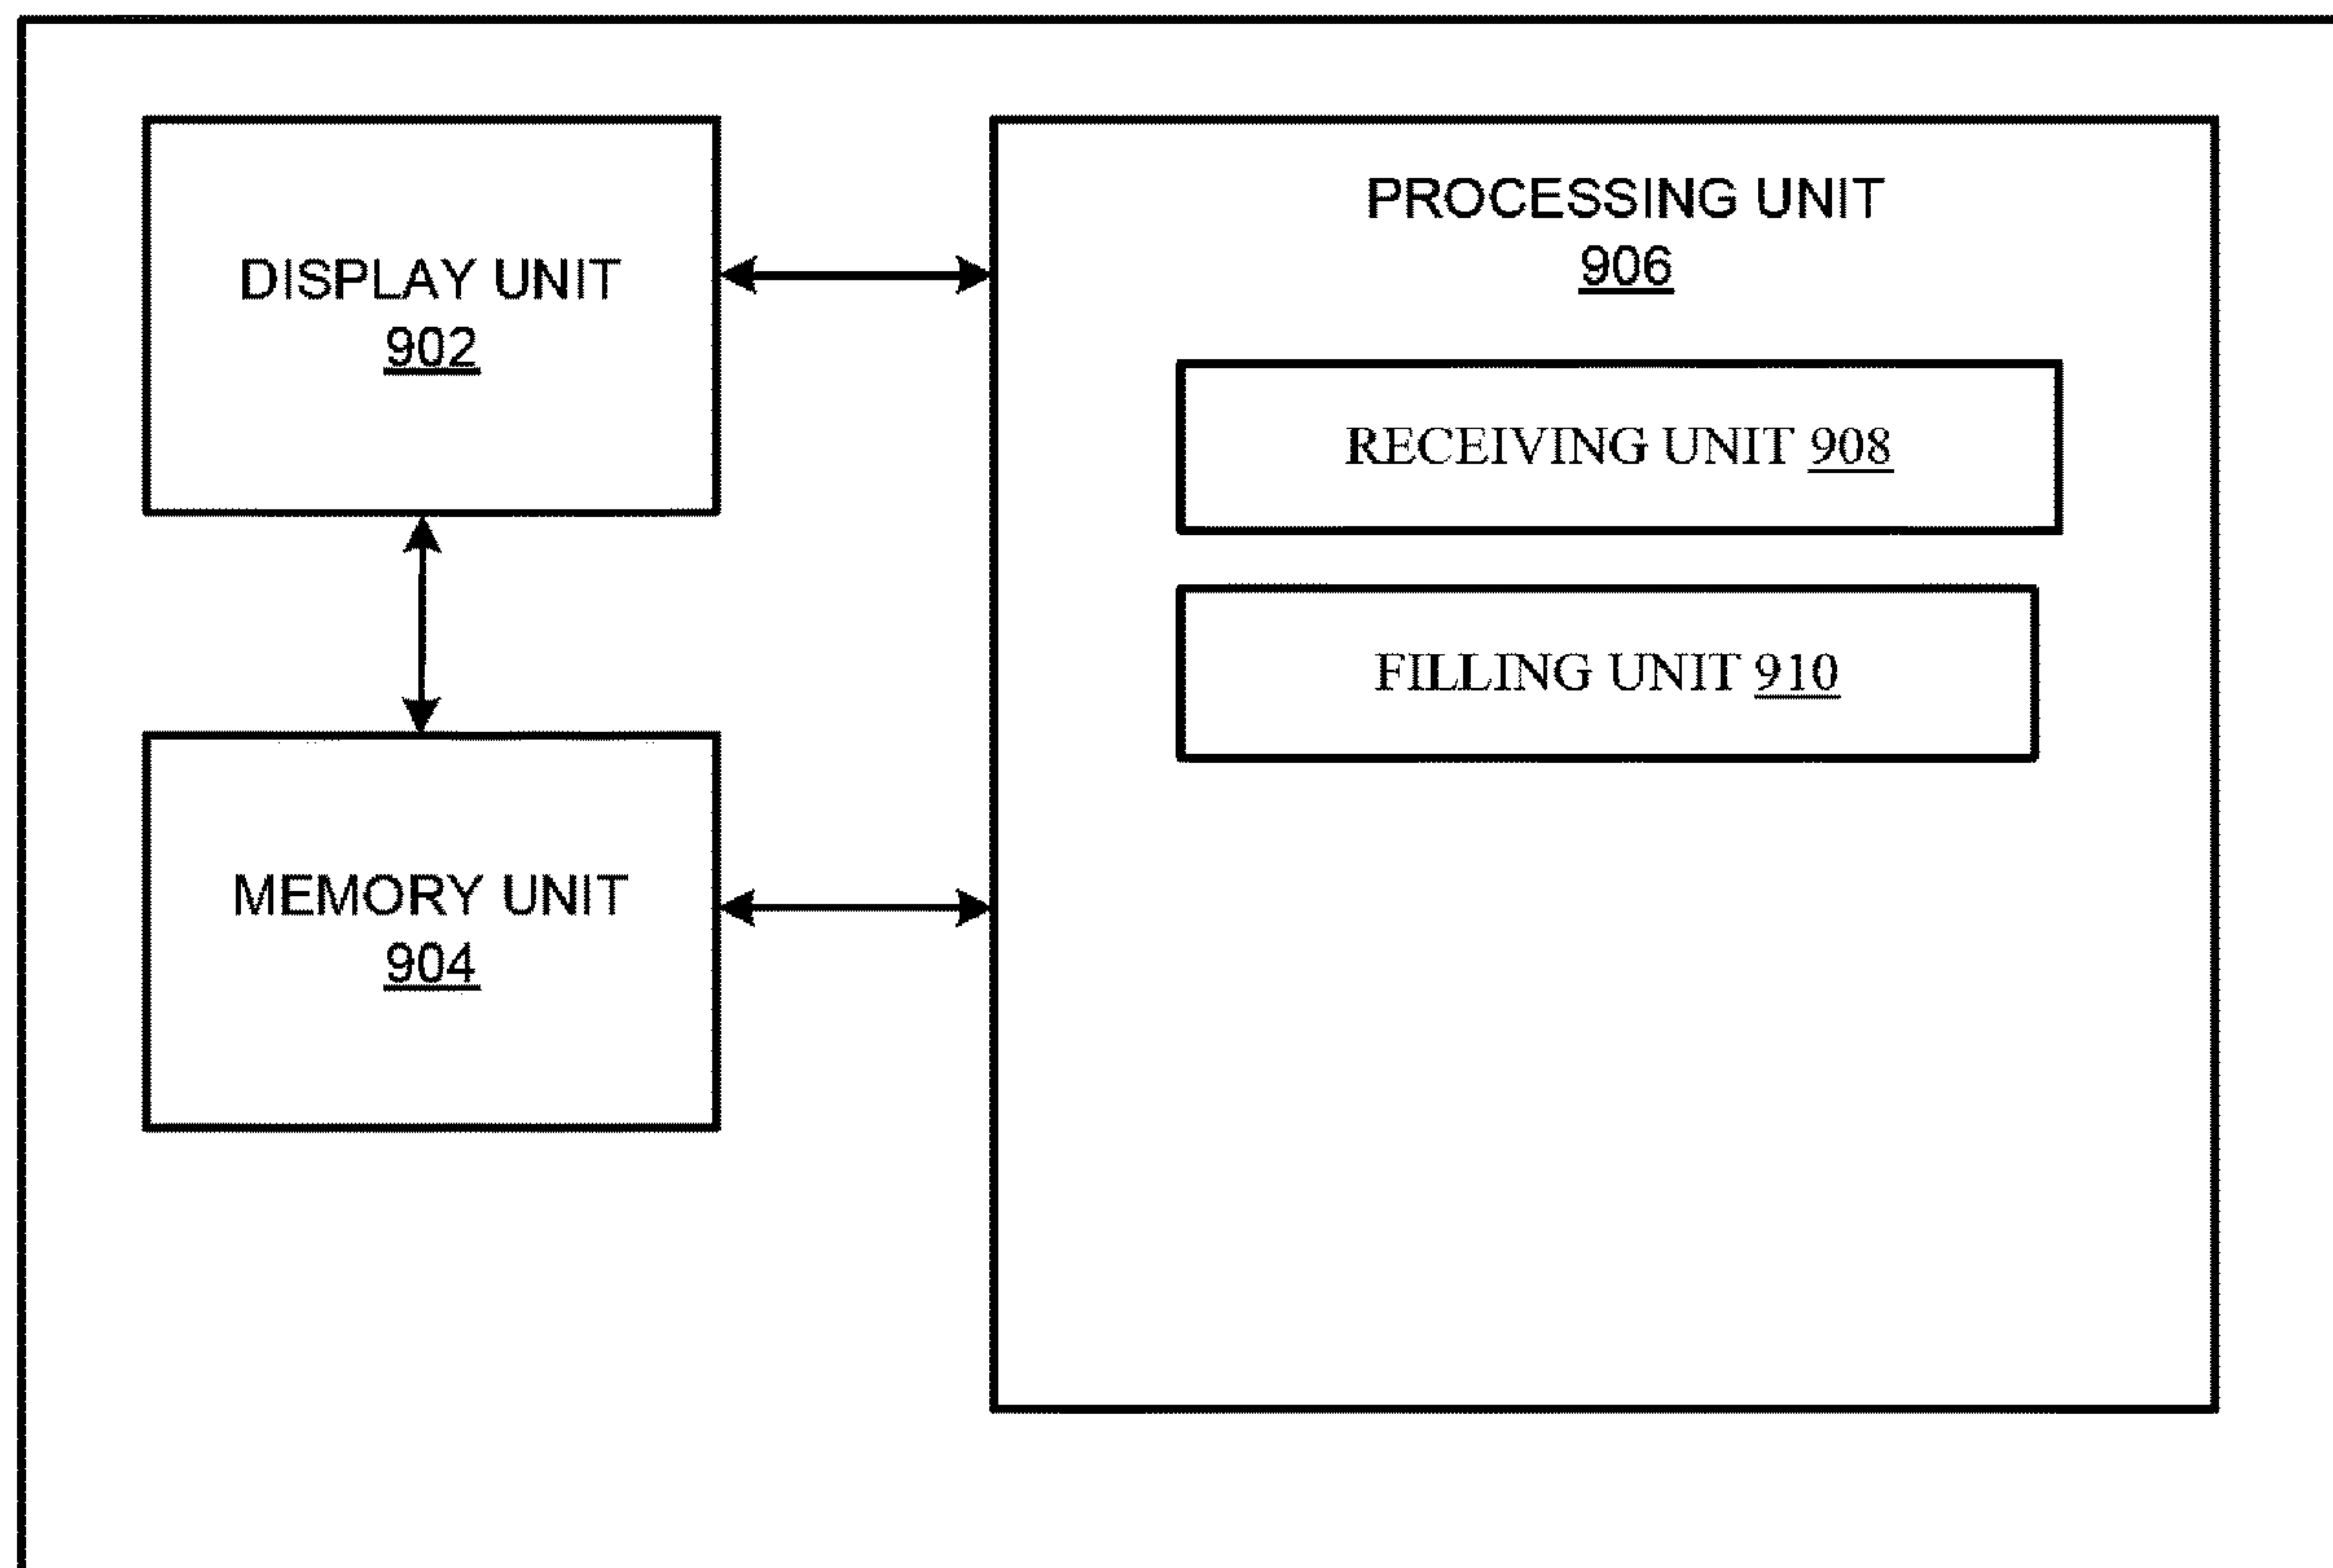 DISPLAY UNIT
902
PROCESSING UNIT
906
RECEIVING UNIT 908
FILLING UNIT 910
MEMORY UNIT
904